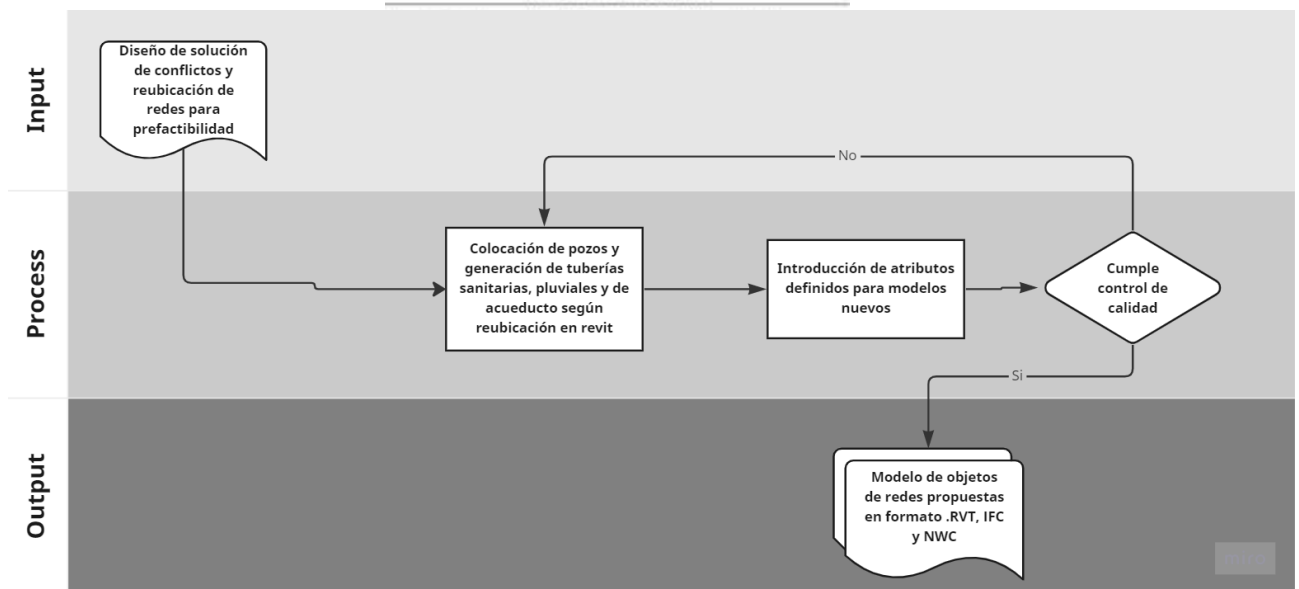 Input
Diseño de solución
de conflictos y
reubicación de
redes para
prefactibilidad
No
Process
Colocación de pozos y
generación de tuberías
sanitarias, pluviales y de
acueducto según
reubicación en revit
Introducción de atributos
definidos para modelos
nuevos
Cumple
control de
calidad
Si
Output
Modelo de objetos
de redes propuestas
en formato .RVT, IFC
y NWC
miro